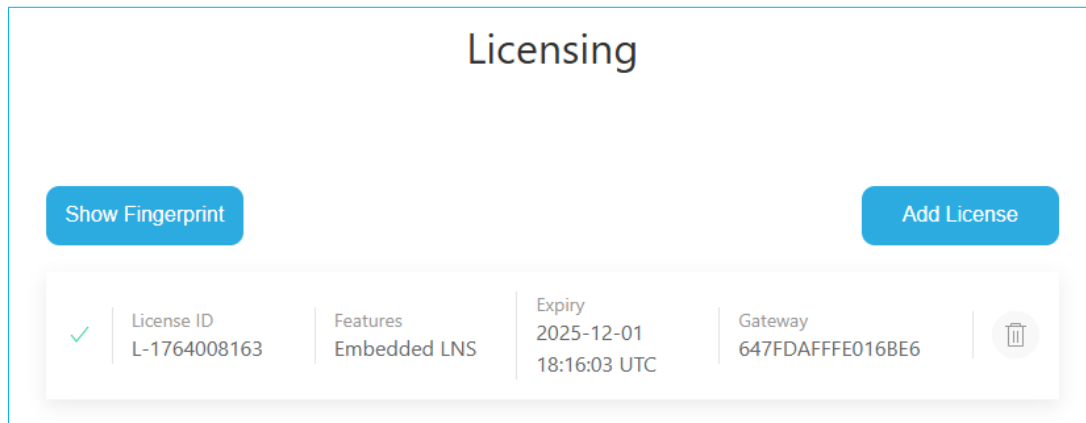 Licensing
Show Fingerprint
Add License
License ID
L-1764008163
Features
Embedded LNS
Expiry
2025-12-01
18:16:03 UTC
Gateway
647FDAFFFE016BE6